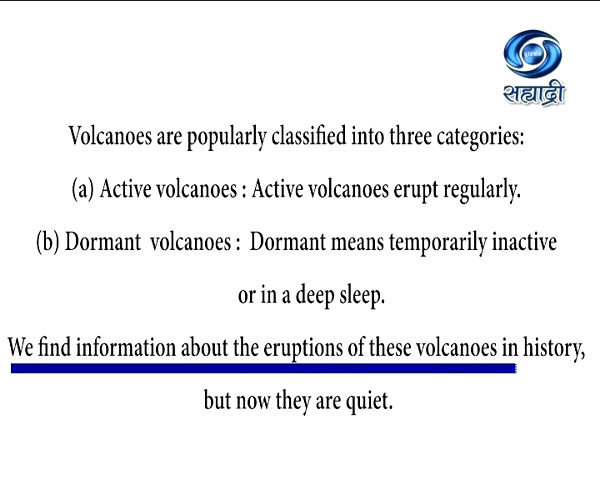 सह्याद्री
Volcanoes are popularly classified into three categories:
(a) Active volcanoes : Active volcanoes erupt regularly.
(b) Dormant volcanoes : Dormant means temporarily inactive
or in a deep sleep.
We find information about the eruptions of these volcanoes in history,
but now they are quiet.